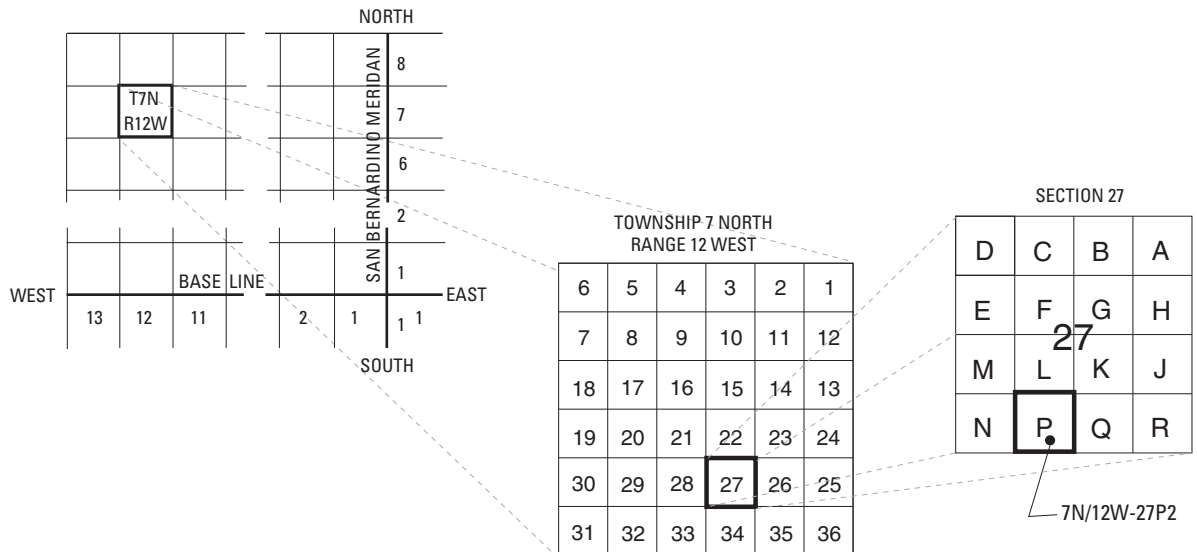 NORTH
SAN BERNARDINO MERIDAN
8
T7N
R12W
7
6
2
1
WEST
BASE LINE
EAST
13 12 11 2 1 1 1
SOUTH
TOWNSHIP 7 NORTH
RANGE 12 WEST
6 5 4 3 2 1
7 8 9 10 11 12
18 17 16 15 14 13
19 20 21 22 23 24
30 29 28 27 26 25
31 32 33 34 35 36
SECTION 27
D C B A
E F G H
27
M L K J
N P Q R
7N/12W-27P2